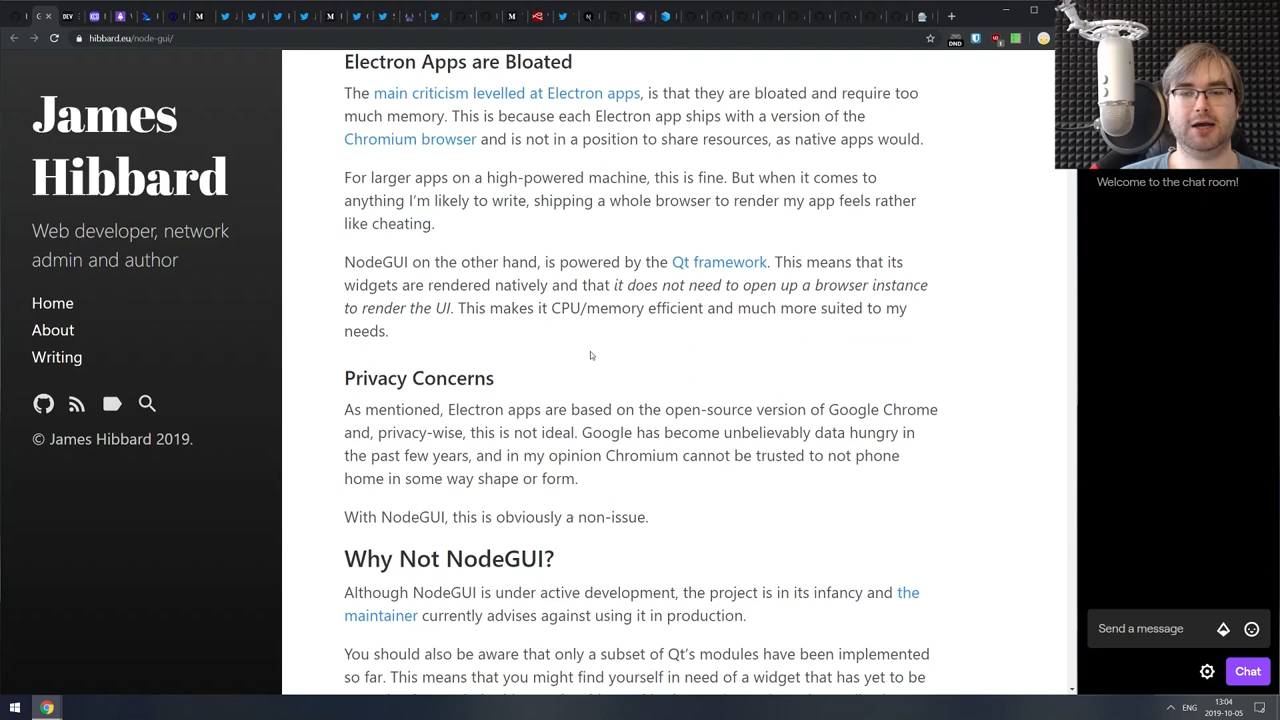 DEV
hibbard.eu/node-gui/
DND
James
Hibbard
Web developer, network
admin and author
Home
About
Writing
© James Hibbard 2019.
Electron Apps are Bloated
The main criticism levelled at Electron apps, is that they are bloated and require too
much memory. This is because each Electron app ships with a version of the
Chromium browser and is not in a position to share resources, as native apps would.
For larger apps on a high-powered machine, this is fine. But when it comes to
anything I’m likely to write, shipping a whole browser to render my app feels rather
like cheating.
NodeGUI on the other hand, is powered by the Qt framework. This means that its
widgets are rendered natively and that it does not need to open up a browser instance
to render the UI. This makes it CPU/memory efficient and much more suited to my
needs.
Privacy Concerns
As mentioned, Electron apps are based on the open-source version of Google Chrome
and, privacy-wise, this is not ideal. Google has become unbelievably data hungry in
the past few years, and in my opinion Chromium cannot be trusted to not phone
home in some way shape or form.
With NodeGUI, this is obviously a non-issue.
Why Not NodeGUI?
Although NodeGUI is under active development, the project is in its infancy and the
maintainer currently advises against using it in production.
You should also be aware that only a subset of Qt’s modules have been implemented
so far. This means that you might find yourself in need of a widget that has yet to be
Welcome to the chat room!
Send a message
Chat
ENG
13:04
2019-10-05